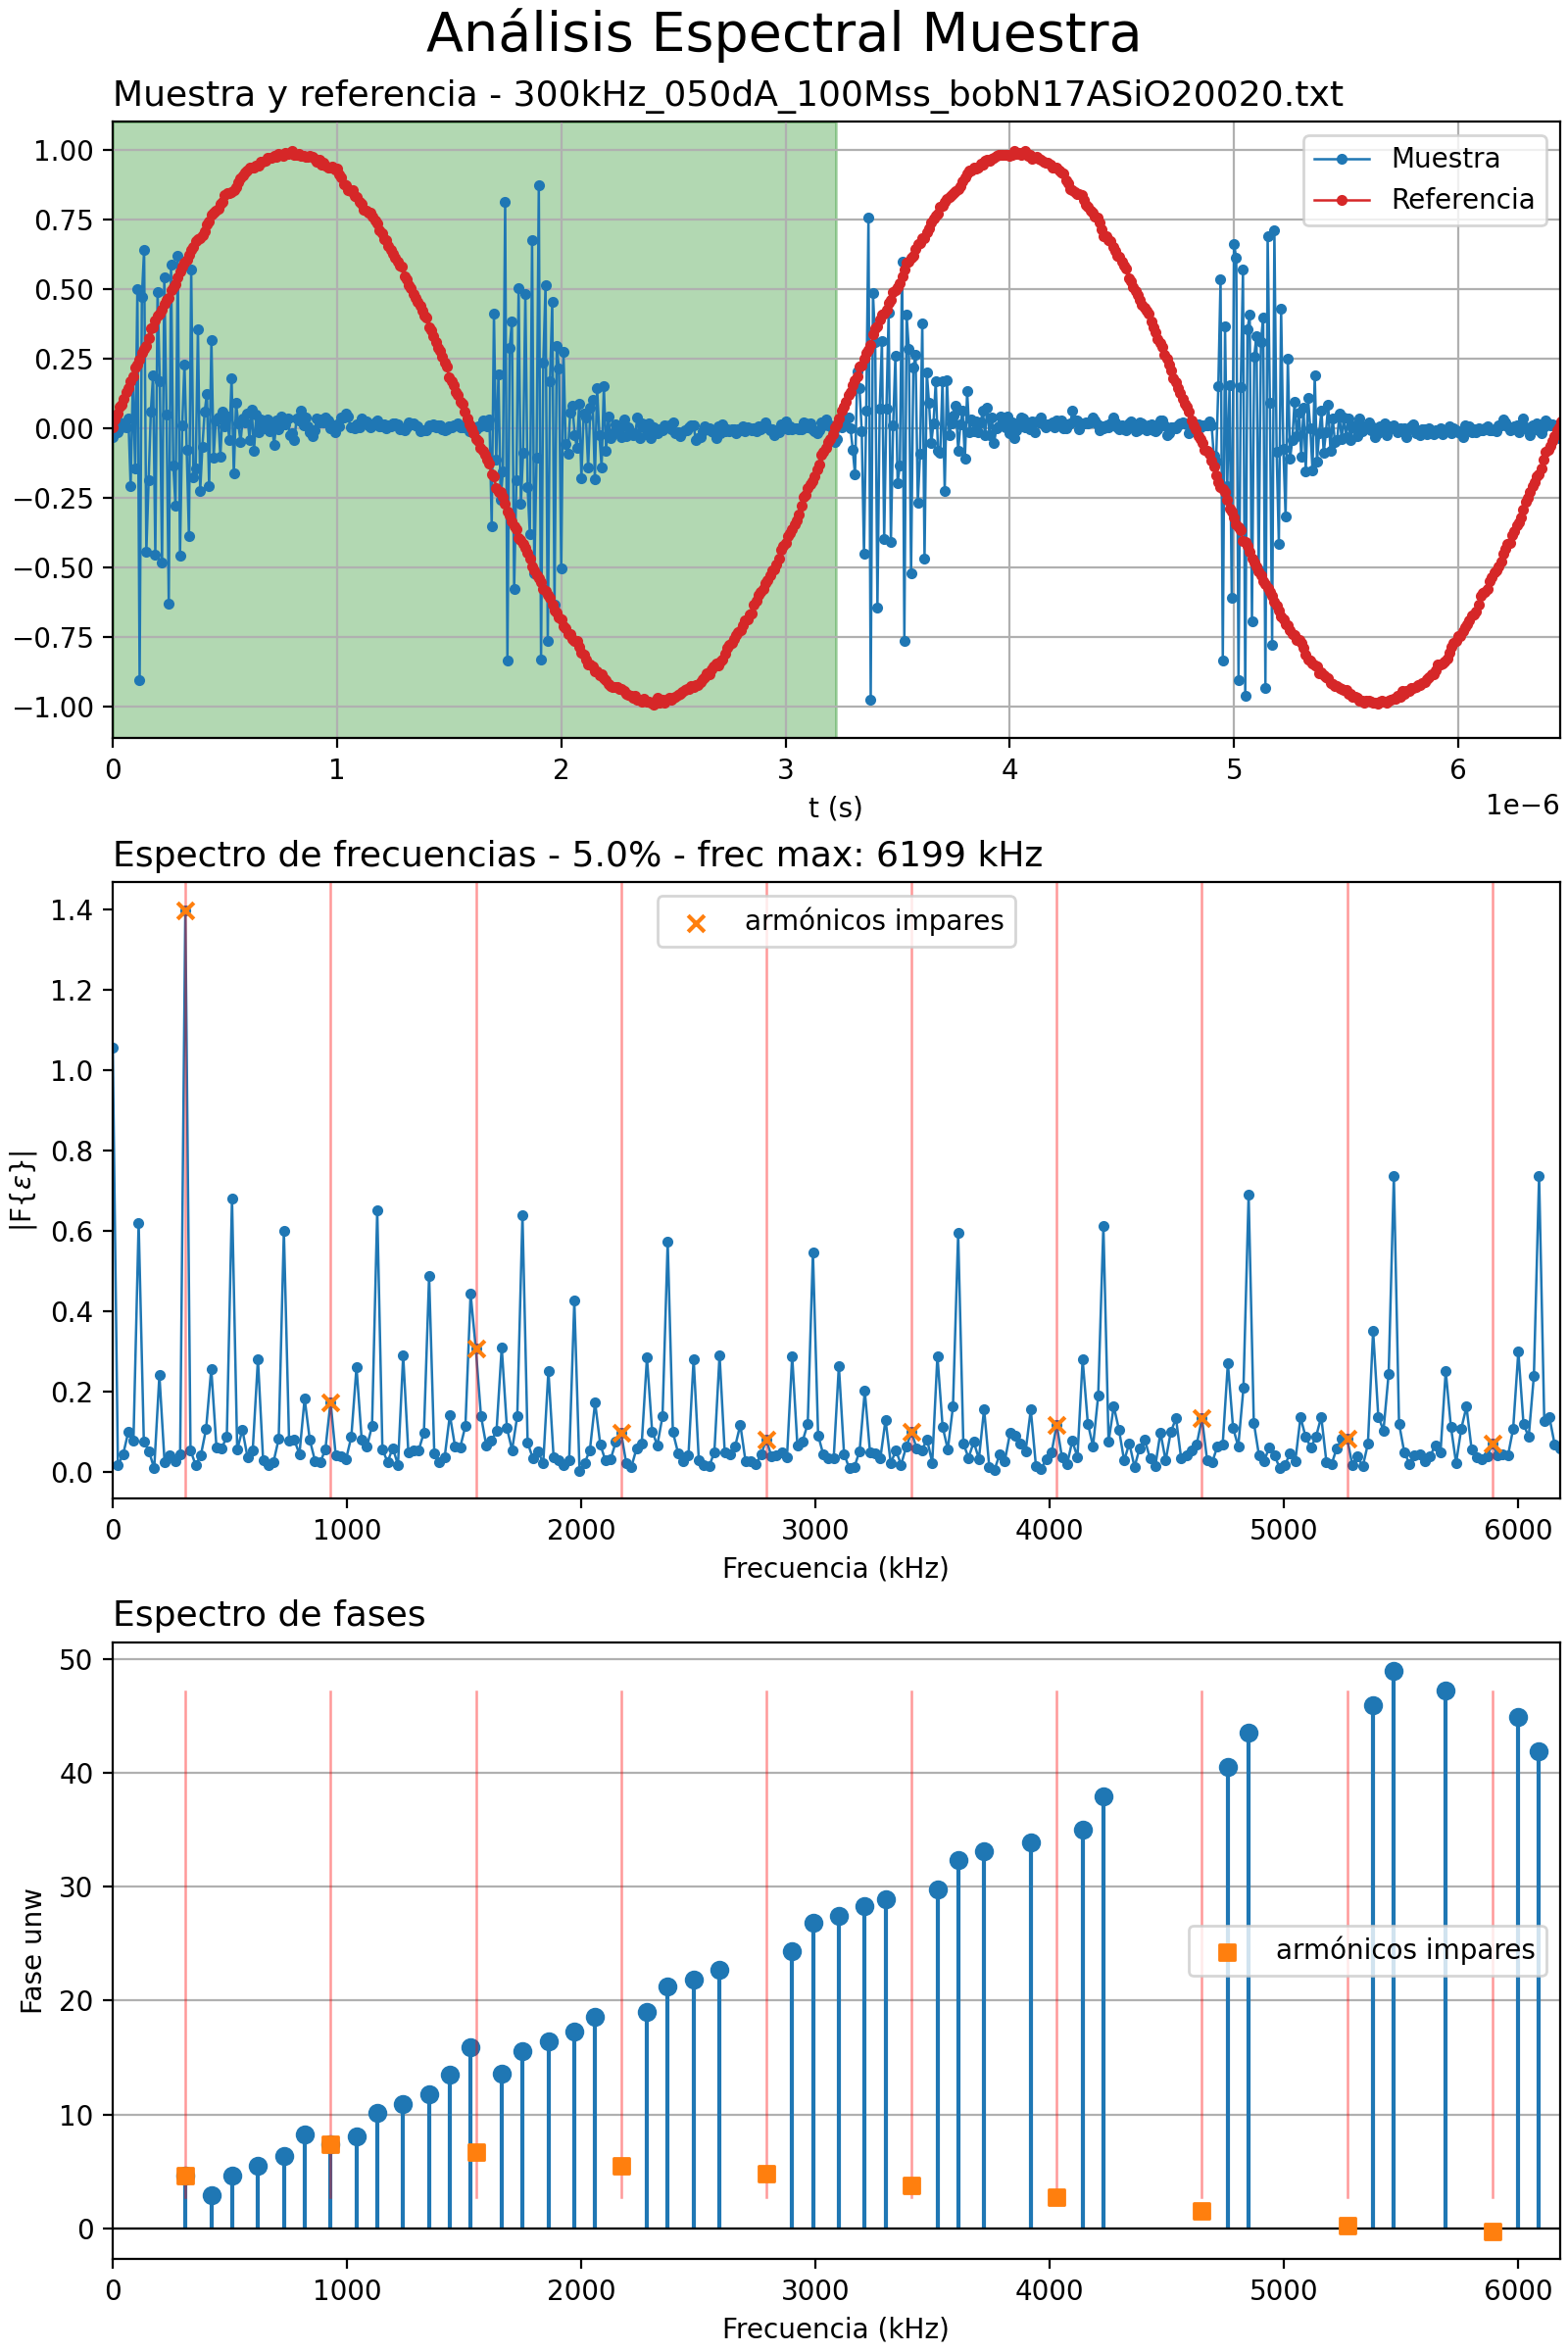 Análisis Espectral Muestra
Muestra y referencia - 300kHz_050dA_100Mss_bobN17ASiO20020.txt
1.00
0.75
0.50
0.25
0.00
−0.25
−0.50
−0.75
−1.00
Muestra
Referencia
0 1 2 3 4 5 6
t (s)
1e−6
Espectro de frecuencias - 5.0% - frec max: 6199 kHz
|F{ε}|
1.4
1.2
1.0
0.8
0.6
0.4
0.2
0.0
armónicos impares
0 1000 2000 3000 4000 5000 6000
Frecuencia (kHz)
Espectro de fases
Fase unw
50
40
30
20
10
0
armónicos impares
0 1000 2000 3000 4000 5000 6000
Frecuencia (kHz)